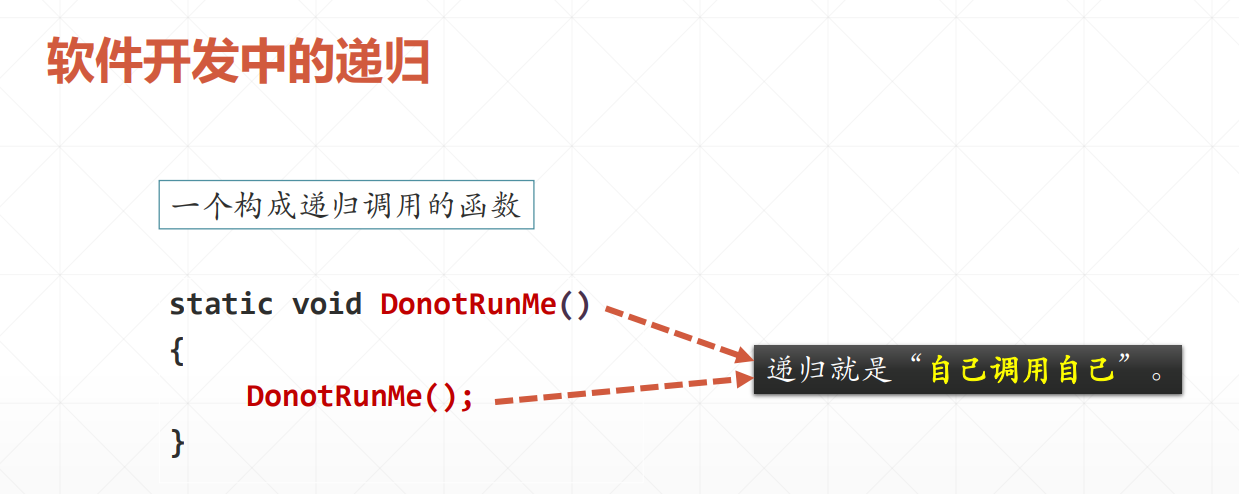 软件开发中的递归
一个构成递归调用的函数
static void DonotRunMe()
{
DonotRunMe();
}
递归就是“自己调用自己”。